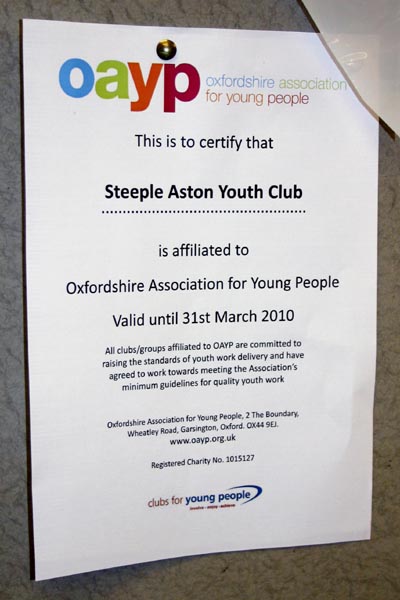 oayp oxfordshire association
for young people
This is to certify that
Steeple Aston Youth Club
is affiliated to
Oxfordshire Association for Young People
Valid until 31st March 2010
All clubs/groups affiliated to OAYP are committed to
raising the standards of youth work delivery and have
agreed to work towards meeting the Association's
minimum guidelines for quality youth work
Oxfordshire Association for Young People, 2 The Boundary,
Wheatley Road, Garsington, Oxford. OX44 9EJ.
www.oayp.org.uk
Registered Charity No. 1015127
clubs for young people
involve - enjoy - achieve